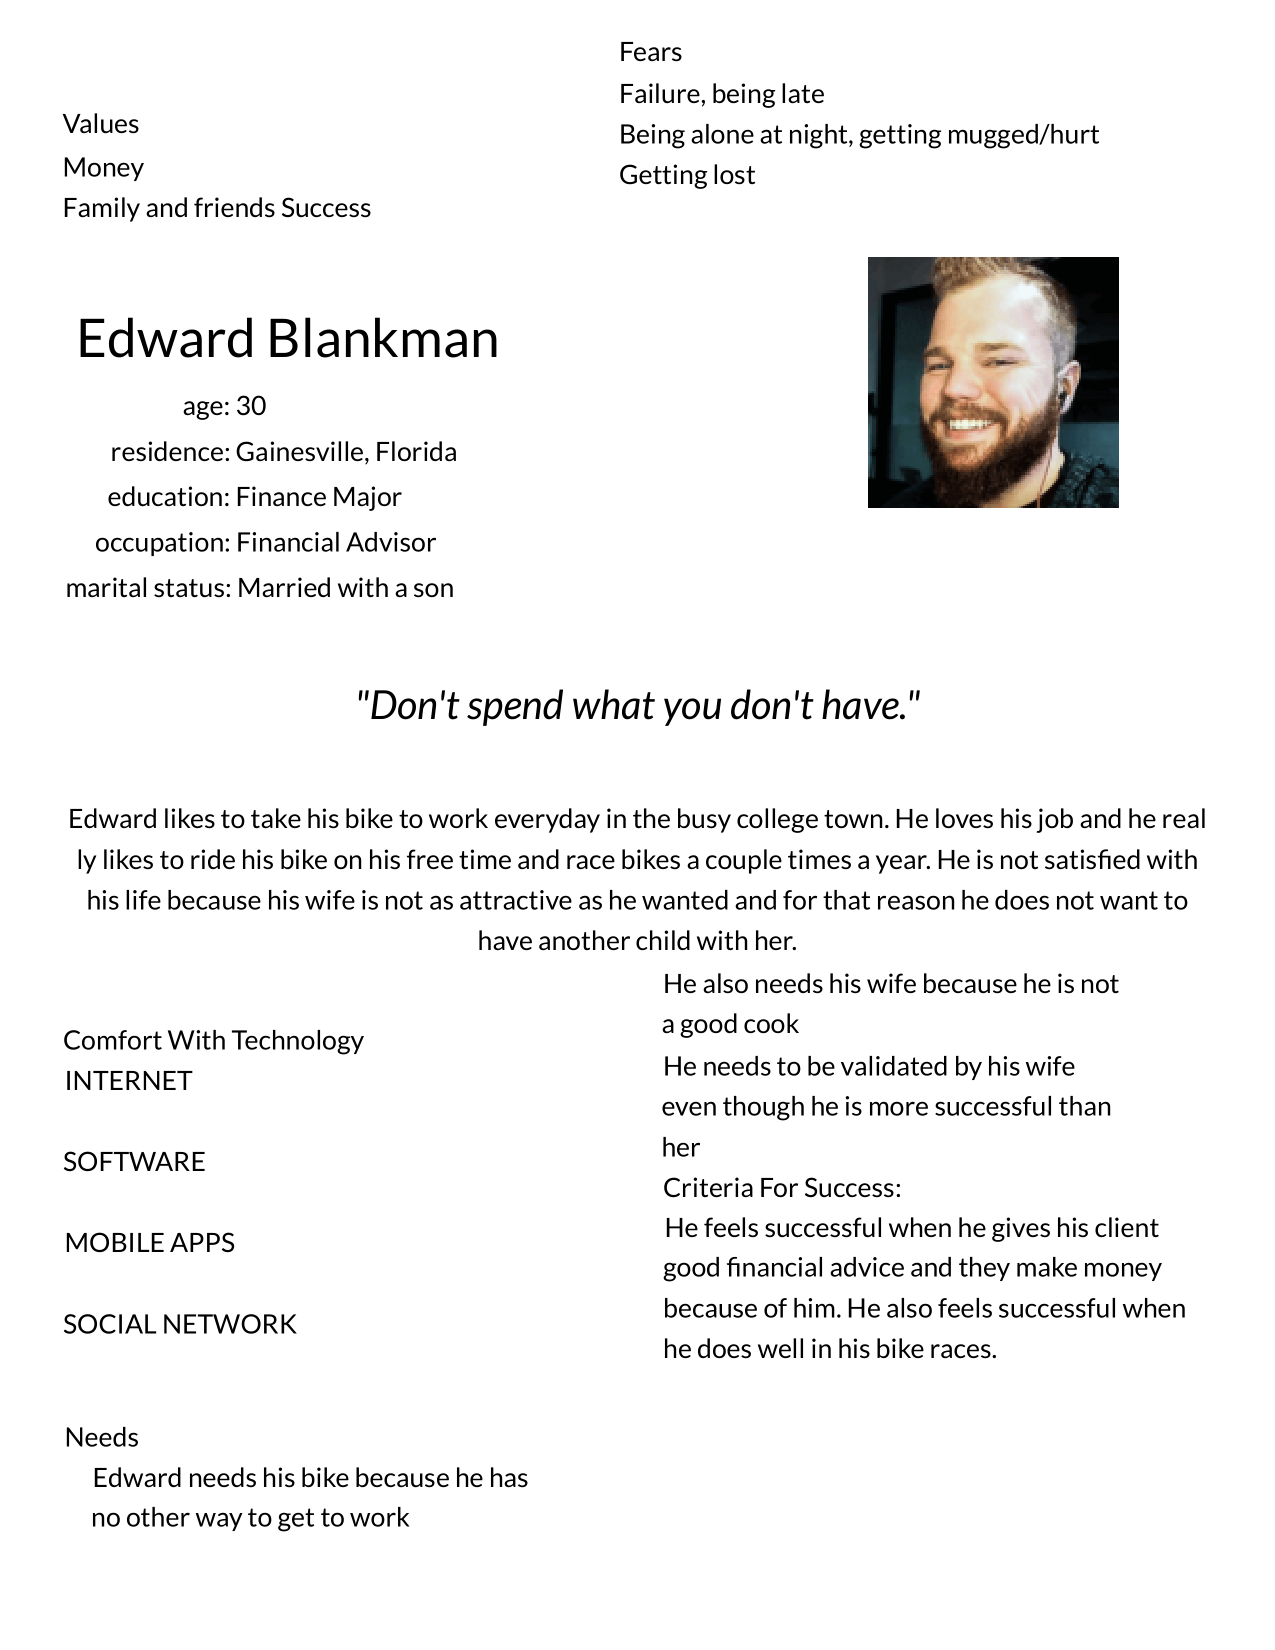 Fears
Failure, being late
Being alone at night, getting mugged/hurt
Getting lost
Values
Money
Family and friends Success
Edward Blankman
age: 30
residence: Gainesville, Florida
education: Finance Major
occupation: Financial Advisor
marital status: Married with a son
"Don't spend what you don't have."
Edward likes to take his bike to work everyday in the busy college town. He loves his job and he real
ly likes to ride his bike on his free time and race bikes a couple times a year. He is not satisfied with
his life because his wife is not as attractive as he wanted and for that reason he does not want to
have another child with her.
Comfort With Technology
INTERNET
SOFTWARE
MOBILE APPS
SOCIAL NETWORK
Needs
Edward needs his bike because he has
no other way to get to work
He also needs his wife because he is not
a good cook
He needs to be validated by his wife
even though he is more successful than
her
Criteria For Success:
He feels successful when he gives his client
good financial advice and they make money
because of him. He also feels successful when
he does well in his bike races.